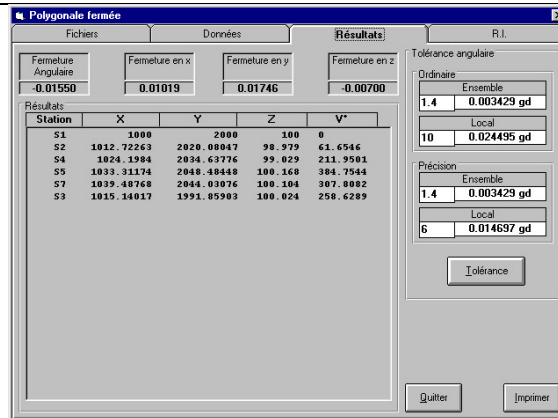 Polygonale fermée
Fichiers Données Résultats R.I.
Fermeture Angulaire Fermeture en x Fermeture en y Fermeture en z
-0.01550 0.01019 0.01746 -0.00700
Résultats
Station X Y Z V°
S1 1000 2000 100 0
S2 1012.72263 2020.08047 98.979 61.6546
S4 1024.1984 2034.63776 99.029 211.9501
S5 1033.31174 2048.48448 100.168 384.7544
S7 1039.48768 2044.03076 100.104 307.8082
S3 1015.14017 1991.85903 100.024 258.6289
Tolérance angulaire
Ordinaire
Ensemble
1.4 0.003429 gd
Local
10 0.024495 gd
Précision
Ensemble
1.4 0.003429 gd
Local
6 0.014697 gd
Tolérance
Quitter Imprimer